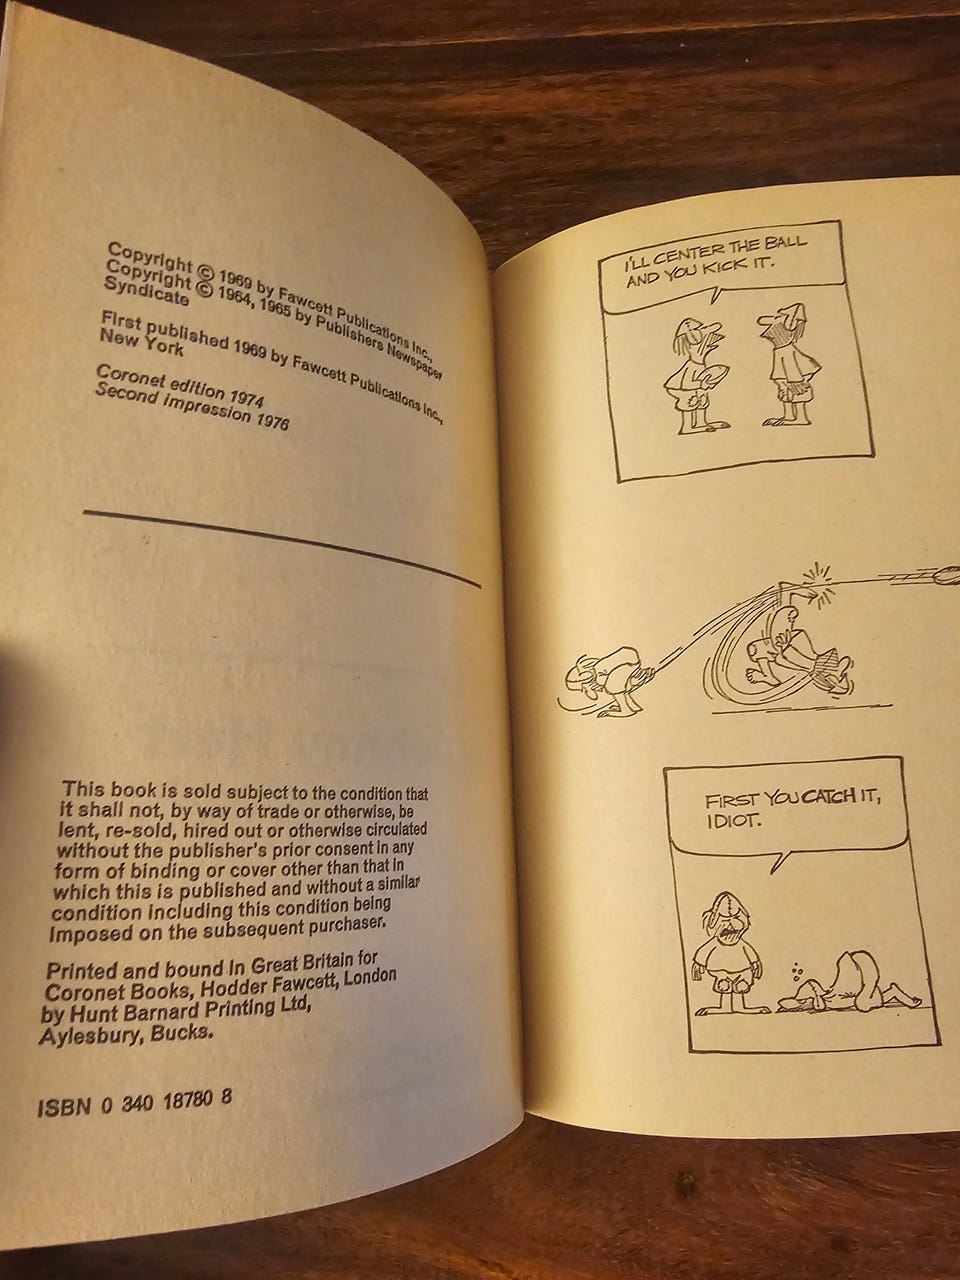 Copyright © 1969 by Fawcett Publications Inc.,
Copyright © 1964, 1965 by Publishers Newspaper
Syndicate
First published 1969 by Fawcett Publications Inc.,
New York
Coronet edition 1974
Second impression 1976
This book is sold subject to the condition that
it shall not, by way of trade or otherwise, be
lent, re-sold, hired out or otherwise circulated
without the publisher's prior consent in any
form of binding or cover other than that in
which this is published and without a similar
condition including this condition being
imposed on the subsequent purchaser.
Printed and bound in Great Britain for
Coronet Books, Hodder Fawcett, London
by Hunt Barnard Printing Ltd,
Aylesbury, Bucks.
ISBN 0 340 18780 8
I'LL CENTER THE BALL
AND YOU KICK IT.
FIRST YOU CATCH IT,
IDIOT.